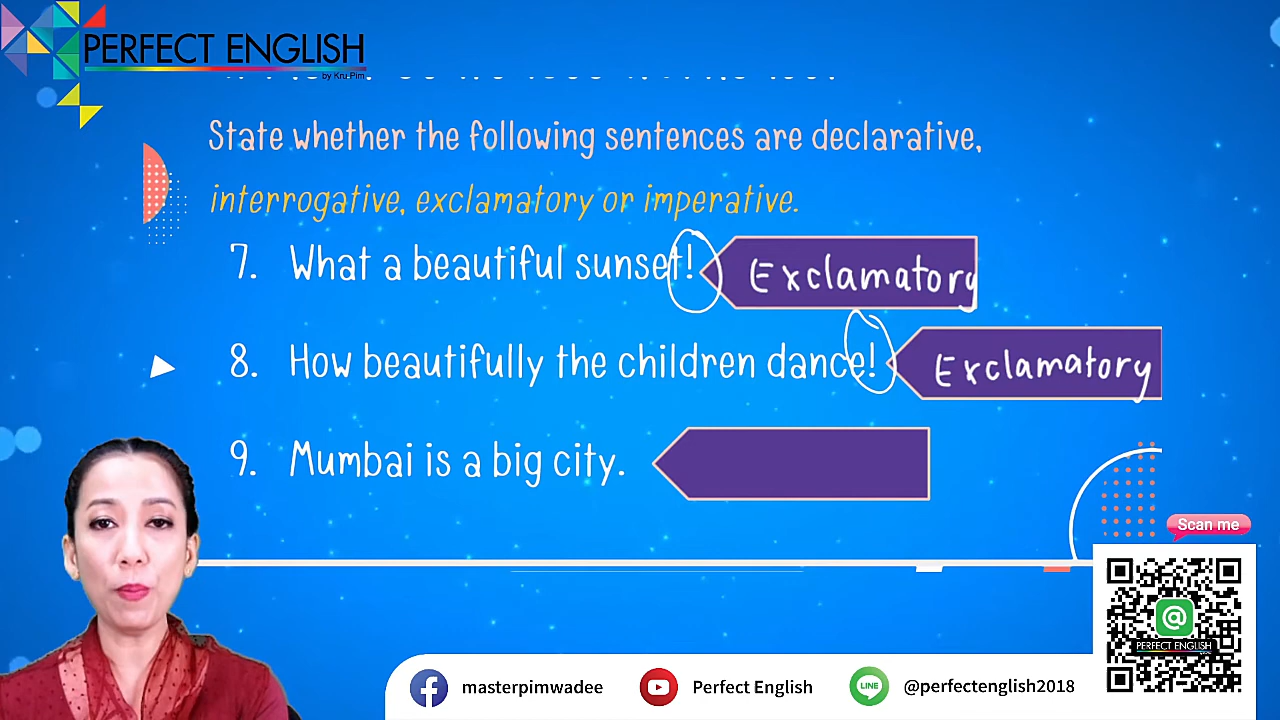 PERFECT ENGLISH
by Kru Pim
State whether the following sentences are declarative,
interrogative, exclamatory or imperative.
7. What a beautiful sunset! Exclamatory
8. How beautifully the children dance! Exclamatory
9. Mumbai is a big city.
Scan me
@
PERFECT ENGLISH
masterpimwadee
Perfect English
LINE
@perfectenglish2018